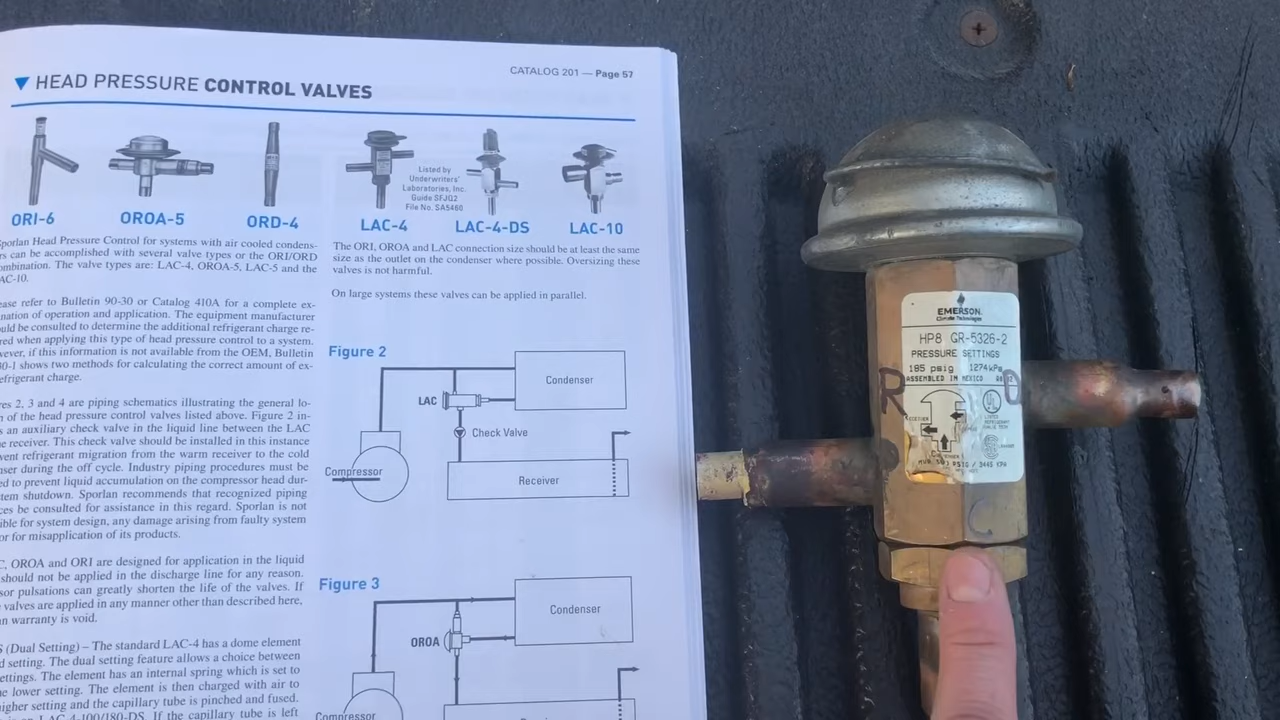 CATALOG 201 — Page 57
▼ HEAD PRESSURE CONTROL VALVES
ORI-6
OROA-5
ORD-4
LAC-4
Listed by
Underwriters'
Laboratories, Inc.
Guide SFJQ2
File No. SA5460
LAC-4-DS
LAC-10
Sporlan Head Pressure Control for systems with air cooled condens-
rs can be accomplished with several valve types or the ORI/ORD
ombination. The valve types are: LAC-4, OROA-5, LAC-5 and the
AC-10.
ease refer to Bulletin 90-30 or Catalog 410A for a complete ex-
nation of operation and application. The equipment manufacturer
ould be consulted to determine the additional refrigerant charge re-
red when applying this type of head pressure control to a system.
wever, if this information is not available from the OEM, Bulletin
30-1 shows two methods for calculating the correct amount of ex-
efrigerant charge.
res 2, 3 and 4 are piping schematics illustrating the general lo-
n of the head pressure control valves listed above. Figure 2 in-
s an auxiliary check valve in the liquid line between the LAC
e receiver. This check valve should be installed in this instance
vent refrigerant migration from the warm receiver to the cold
nser during the off cycle. Industry piping procedures must be
ed to prevent liquid accumulation on the compressor head dur-
tem shutdown. Sporlan recommends that recognized piping
ces be consulted for assistance in this regard. Sporlan is not
ible for system design, any damage arising from faulty system
or for misapplication of its products.
C, OROA and ORI are designed for application in the liquid
should not be applied in the discharge line for any reason.
sor pulsations can greatly shorten the life of the valves. If
valves are applied in any manner other than described here,
n warranty is void.
S (Dual Setting) – The standard LAC-4 has a dome element
d setting. The dual setting feature allows a choice between
ettings. The element has an internal spring which is set to
e lower setting. The element is then charged with air to
igher setting and the capillary tube is pinched and fused.
LAC-4-100/180-DS. If the capillary tube is left
The ORI, OROA and LAC connection size should be at least the same
size as the outlet on the condenser where possible. Oversizing these
valves is not harmful.
On large systems these valves can be applied in parallel.
Figure 2
Condenser
LAC
Check Valve
Compressor
Receiver
Figure 3
Condenser
OROA
Compressor
EMERSON
Climate Technologies
HP8 GR-5326-2
PRESSURE SETTINGS
185 psig 1274kPa
ASSEMBLED IN MEXICO
R
D
UL
LISTED
C